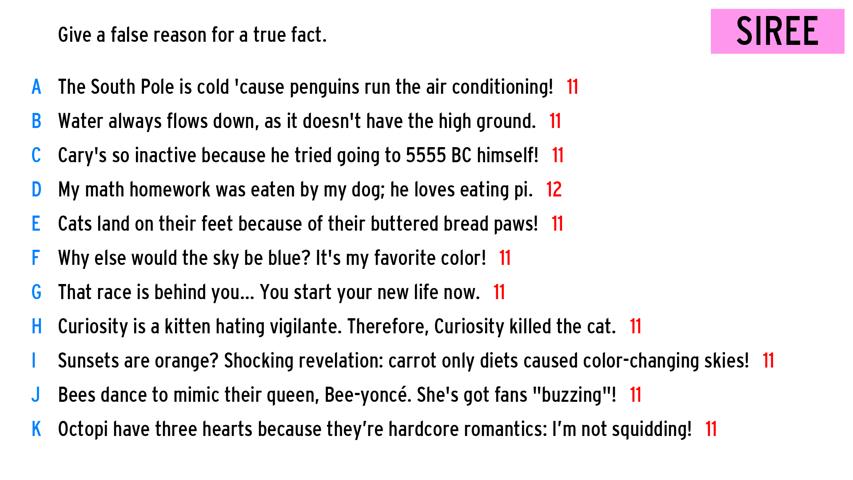 Give a false reason for a true fact.
SIREE
A The South Pole is cold 'cause penguins run the air conditioning! 11
B Water always flows down, as it doesn't have the high ground. 11
C Cary's so inactive because he tried going to 5555 BC himself! 11
D My math homework was eaten by my dog; he loves eating pi. 12
E Cats land on their feet because of their buttered bread paws! 11
F Why else would the sky be blue? It's my favorite color! 11
G That race is behind you... You start your new life now. 11
H Curiosity is a kitten hating vigilante. Therefore, Curiosity killed the cat. 11
I Sunsets are orange? Shocking revelation: carrot only diets caused color-changing skies! 11
J Bees dance to mimic their queen, Bee-yoncé. She's got fans "buzzing"! 11
K Octopi have three hearts because they’re hardcore romantics: I’m not squidding! 11